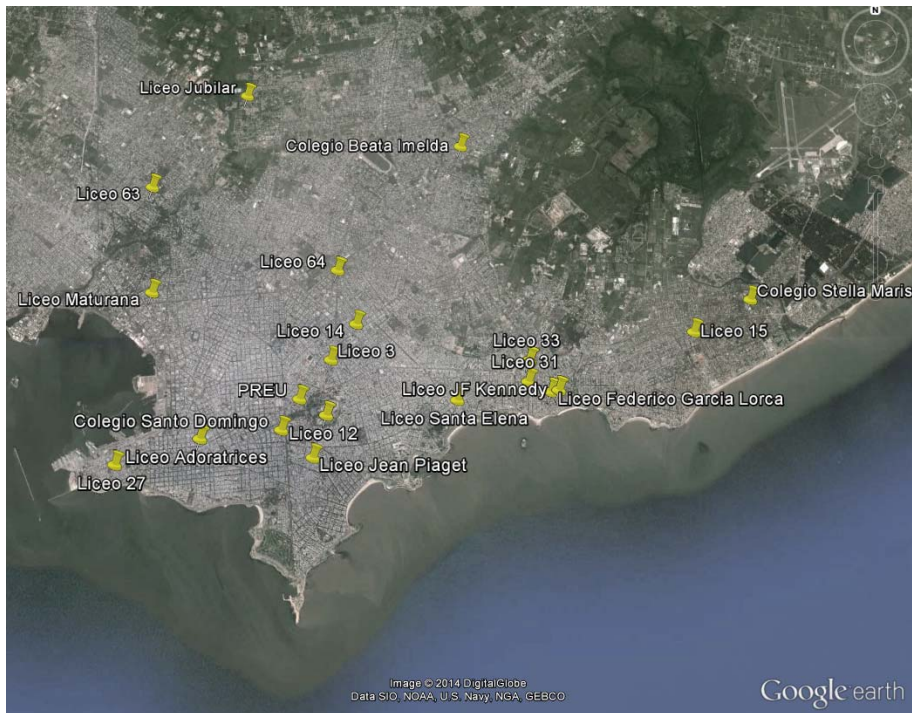 N
Liceo Jubilar
Colegio Beata Imelda
Liceo 63
Liceo 64
Liceo Maturana
Colegio Stella Maris
Liceo 14
Liceo 15
Liceo 33
Liceo 3
Liceo 31
PREU
Liceo JF Kennedy
Liceo Federico Garcia Lorca
Colegio Santo Domingo
Liceo Santa Elena
Liceo 12
Liceo Adoratrices
Liceo Jean Piaget
Liceo 27
Image © 2014 DigitalGlobe
Data SIO, NOAA, U.S. Navy, NGA, GEBCO
Google earth